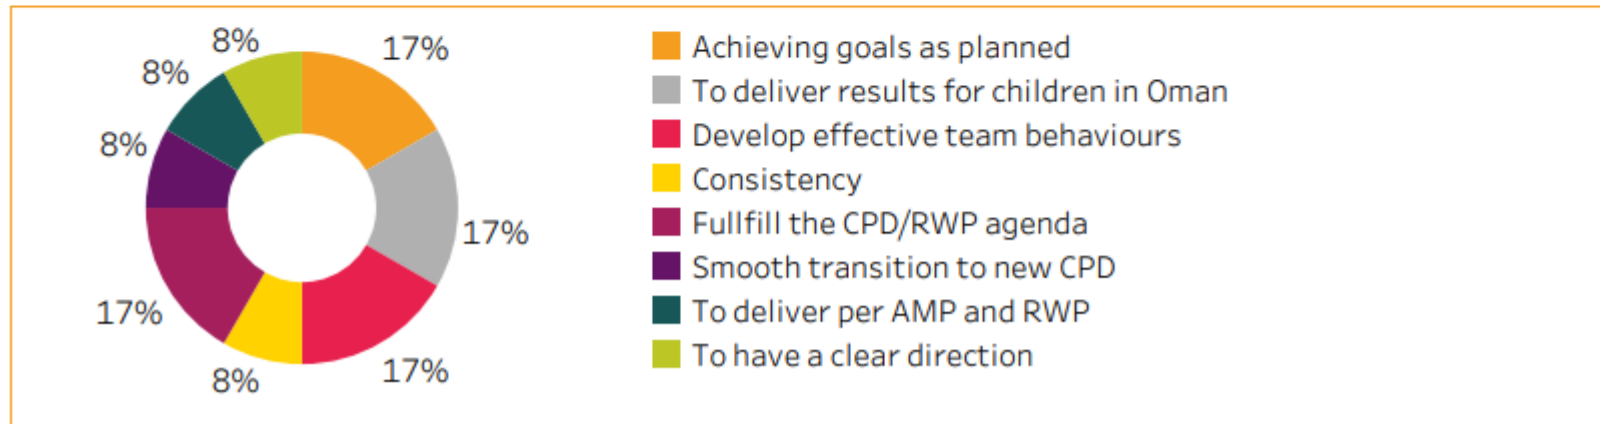 8%
17%
8%
8%
17%
17%
8%
17%
Achieving goals as planned
To deliver results for children in Oman
Develop effective team behaviours
Consistency
Fullfill the CPD/RWP agenda
Smooth transition to new CPD
To deliver per AMP and RWP
To have a clear direction